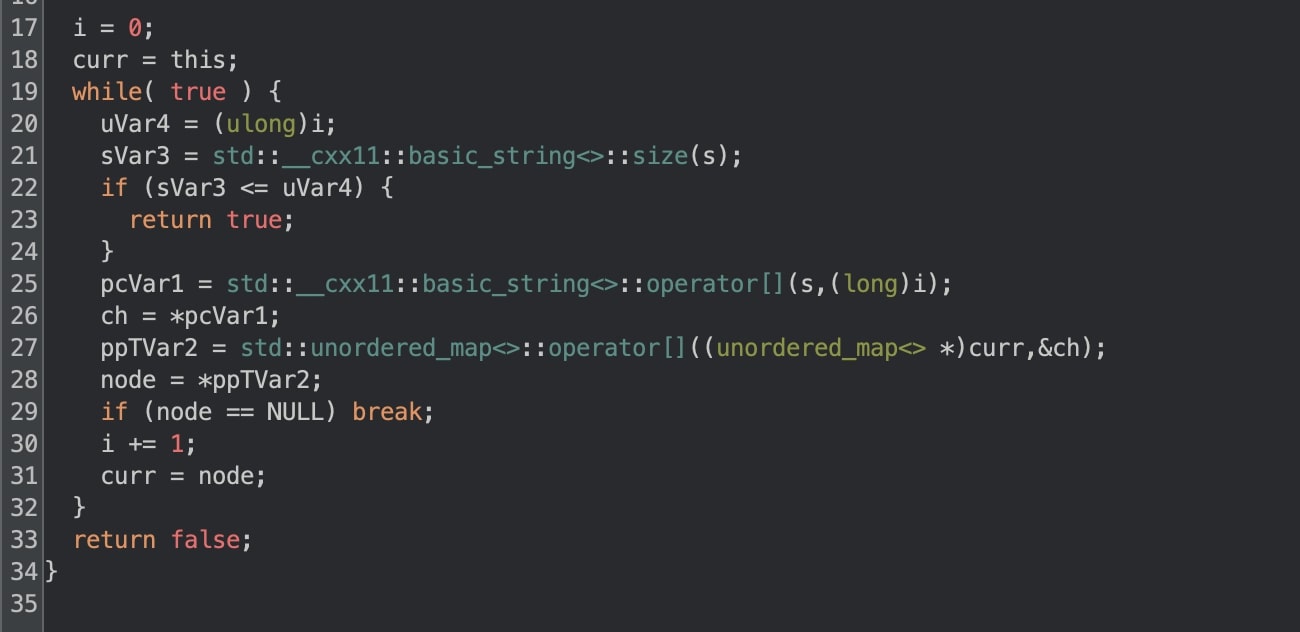 17 i = 0;
18 curr = this;
19 while( true ) {
20 uVar4 = (ulong)i;
21 sVar3 = std::__cxx11::basic_string<>::size(s);
22 if (sVar3 <= uVar4) {
23 return true;
24 }
25 pcVar1 = std::__cxx11::basic_string<>::operator[](s,(long)i);
26 ch = *pcVar1;
27 ppTVar2 = std::unordered_map<>::operator[]((unordered_map<> *)curr,&ch);
28 node = *ppTVar2;
29 if (node == NULL) break;
30 i += 1;
31 curr = node;
32 }
33 return false;
34 }
35